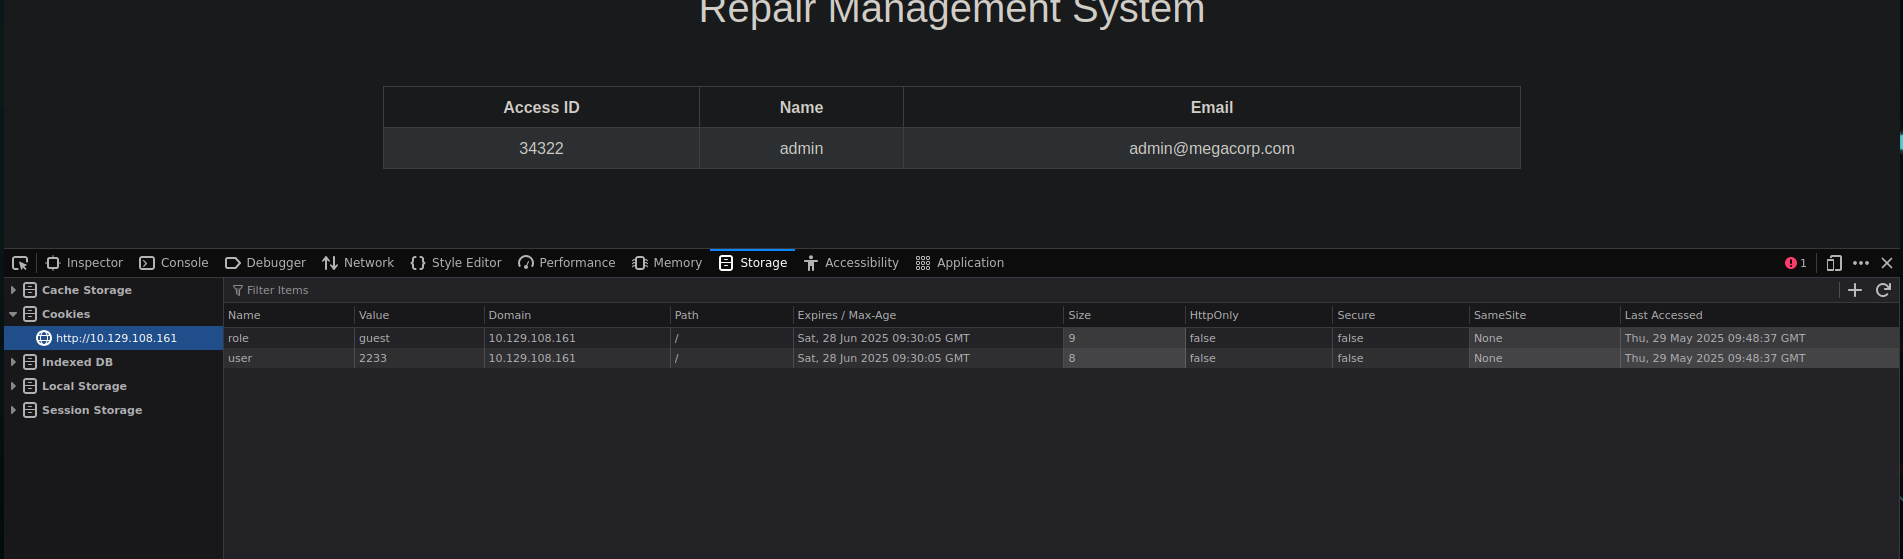 Repair Management System
Access ID Name Email
34322 admin admin@megacorp.com
Inspector Console Debugger Network Style Editor Performance Memory Storage Accessibility Application 1
Cache Storage
Filter Items
Cookies
Name Value Domain Path Expires / Max-Age Size HttpOnly Secure SameSite Last Accessed
http://10.129.108.161
role guest 10.129.108.161 / Sat, 28 Jun 2025 09:30:05 GMT 9 false false None Thu, 29 May 2025 09:48:37 GMT
user 2233 10.129.108.161 / Sat, 28 Jun 2025 09:30:05 GMT 8 false false None Thu, 29 May 2025 09:48:37 GMT
Indexed DB
Local Storage
Session Storage